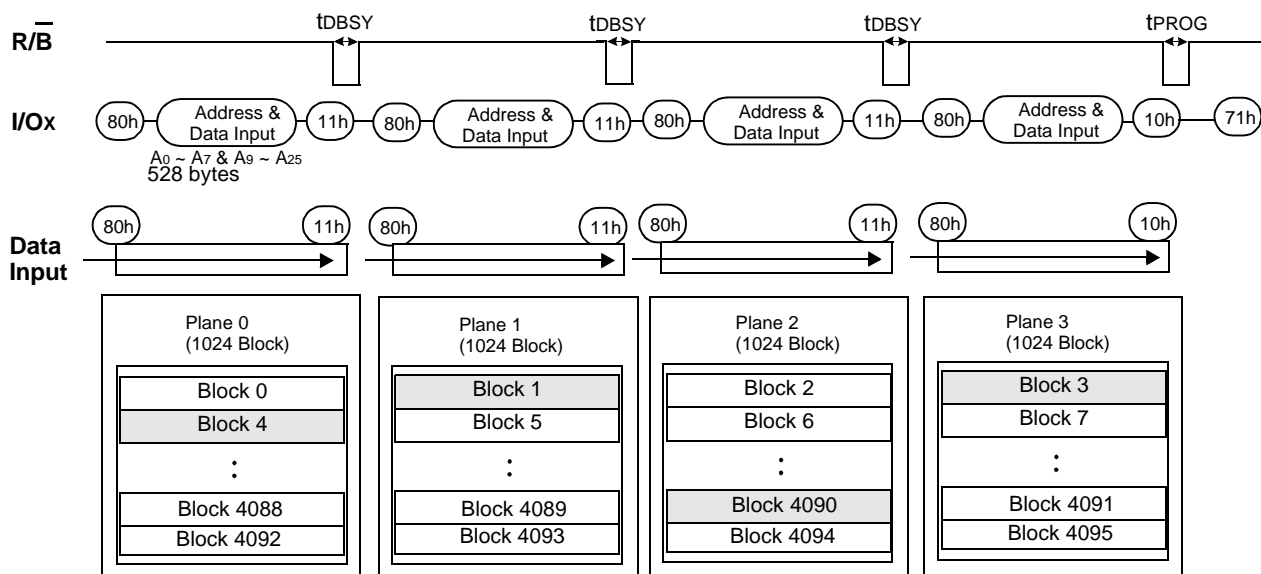 tDBSY tDBSY tDBSY tPROG
R/B
I/Ox 80h Address & Data Input 11h 80h Address & Data Input 11h 80h Address & Data Input 11h 80h Address & Data Input 10h 71h
A0 ~ A7 & A9 ~ A25
528 bytes
Data Input
80h 11h 80h 11h 80h 11h 80h 10h
Plane 0
(1024 Block)
Block 0
Block 4
:
Block 4088
Block 4092
Plane 1
(1024 Block)
Block 1
Block 5
:
Block 4089
Block 4093
Plane 2
(1024 Block)
Block 2
Block 6
:
Block 4090
Block 4094
Plane 3
(1024 Block)
Block 3
Block 7
:
Block 4091
Block 4095